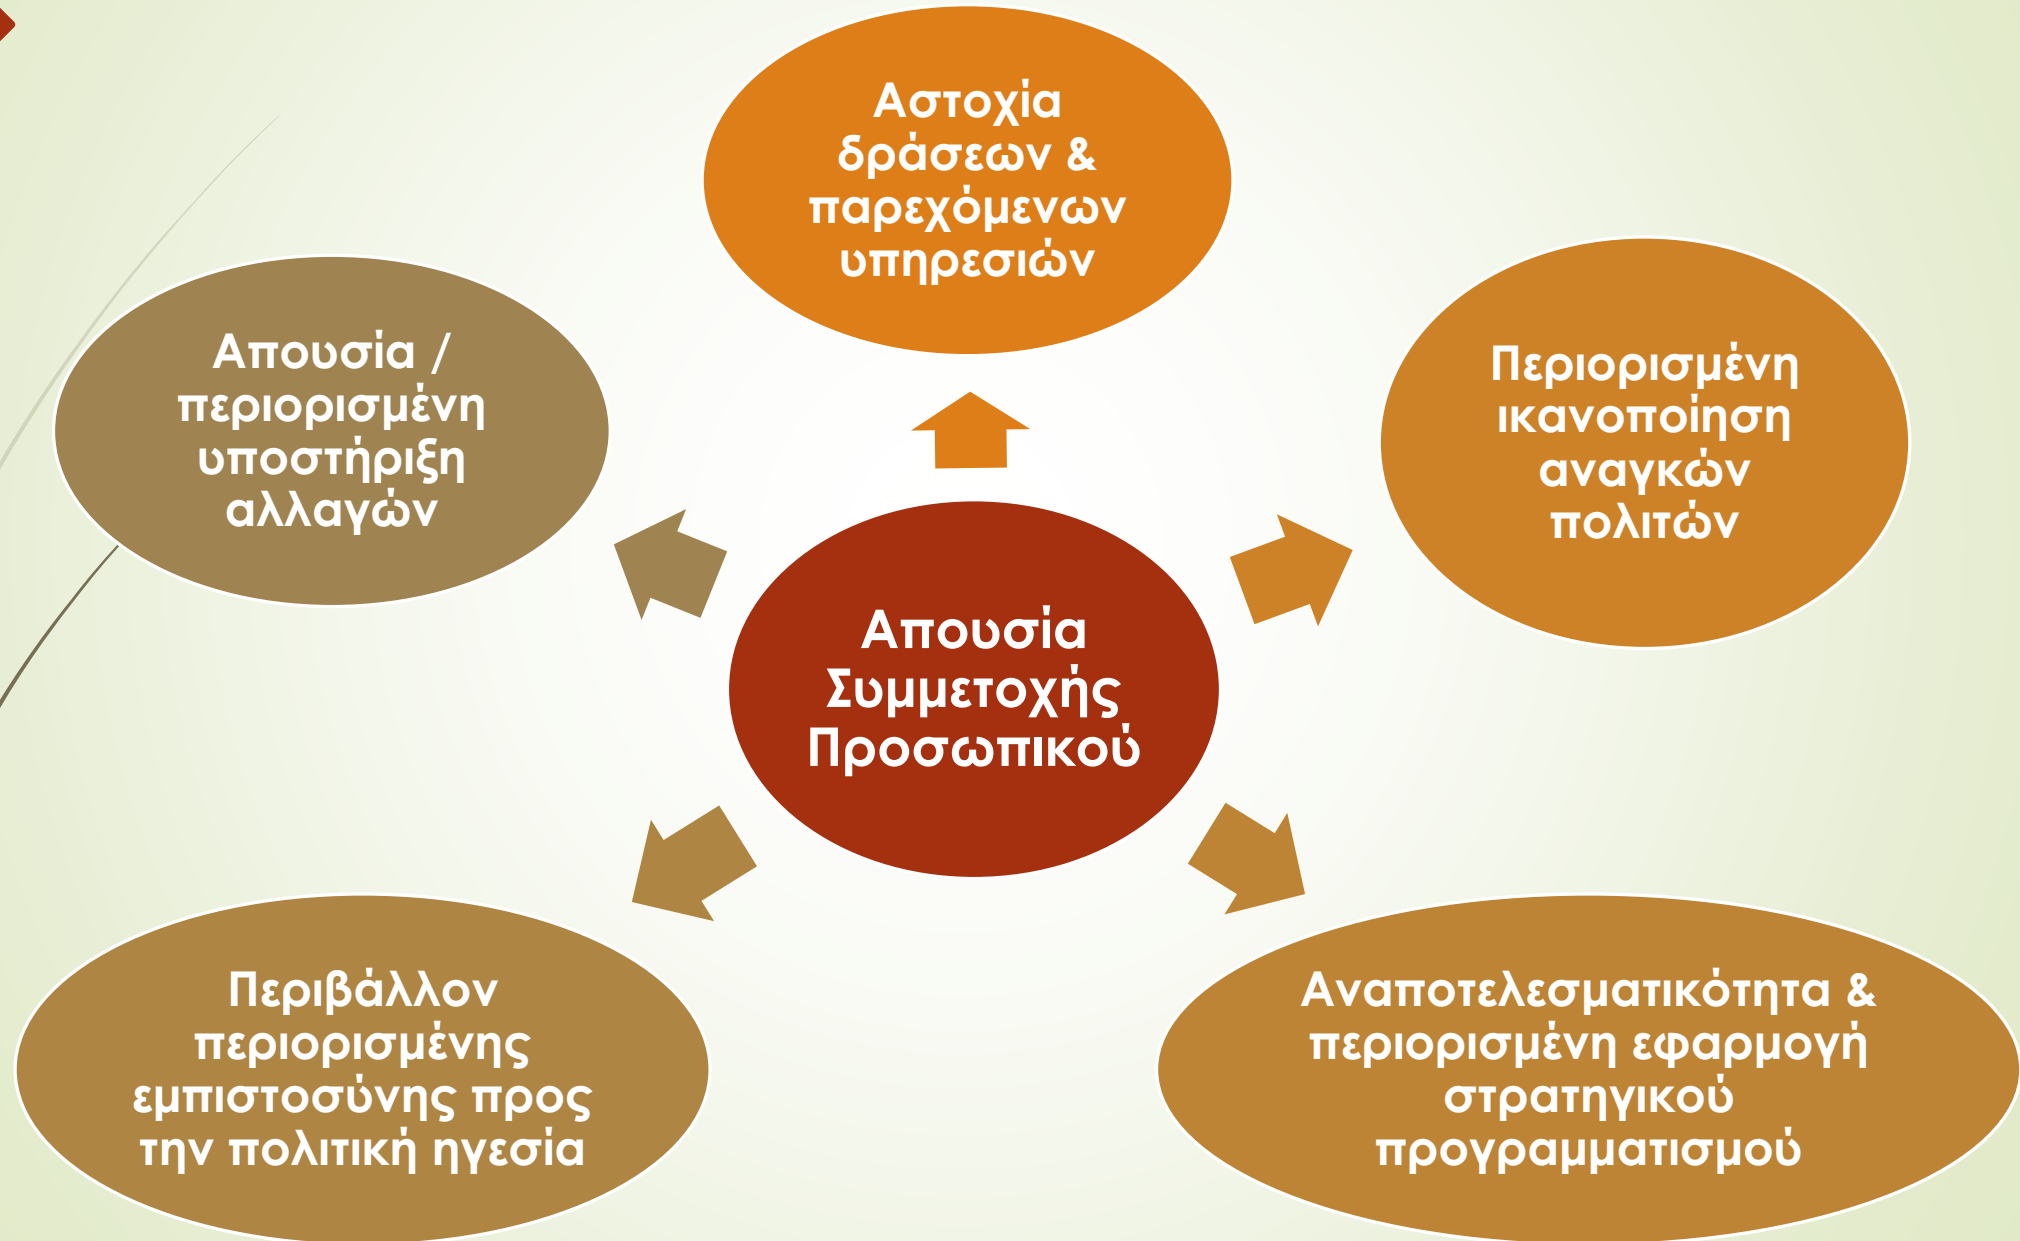 Αστοχία
δράσεων &
παρεχόμενων
υπηρεσιών
Περιορισμένη
ικανοποίηση
αναγκών
πολιτών
Αναποτελεσματικότητα &
περιορισμένη εφαρμογή
στρατηγικού
προγραμματισμού
Περιβάλλον
περιορισμένης
εμπιστοσύνης προς
την πολιτική ηγεσία
Απουσία /
περιορισμένη
υποστήριξη
αλλαγών
Απουσία
Συμμετοχής
Προσωπικού